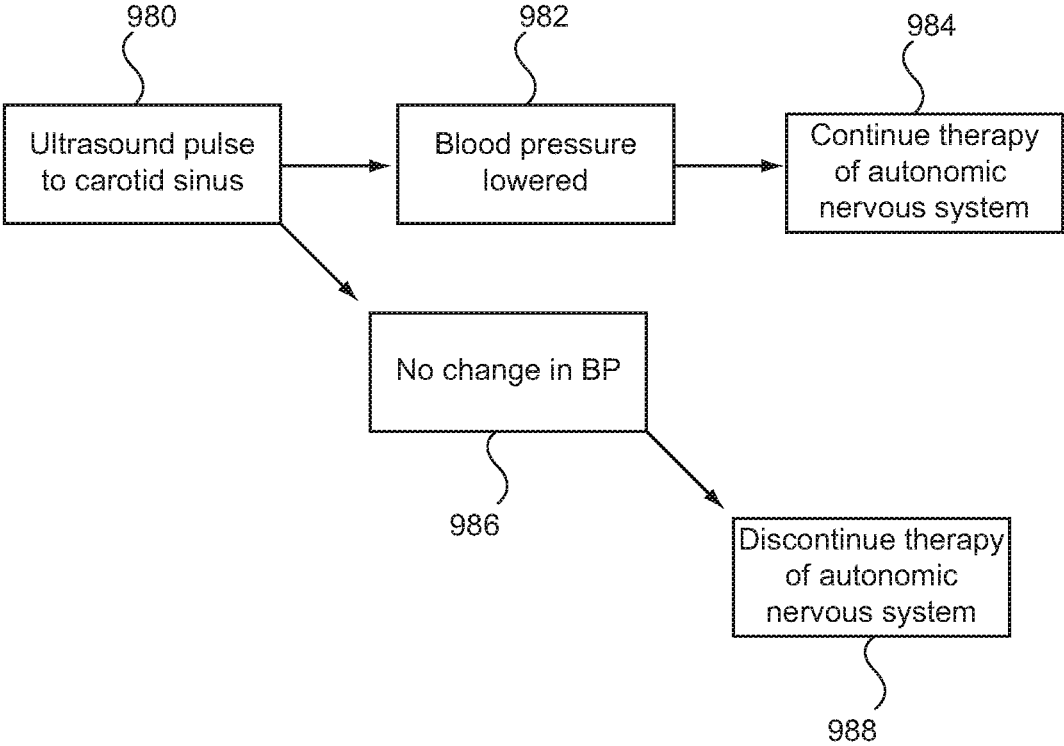 980
982
984
Ultrasound pulse
to carotid sinus
Blood pressure
lowered
Continue therapy
of autonomic
nervous system
No change in BP
986
Discontinue therapy
of autonomic
nervous system
988